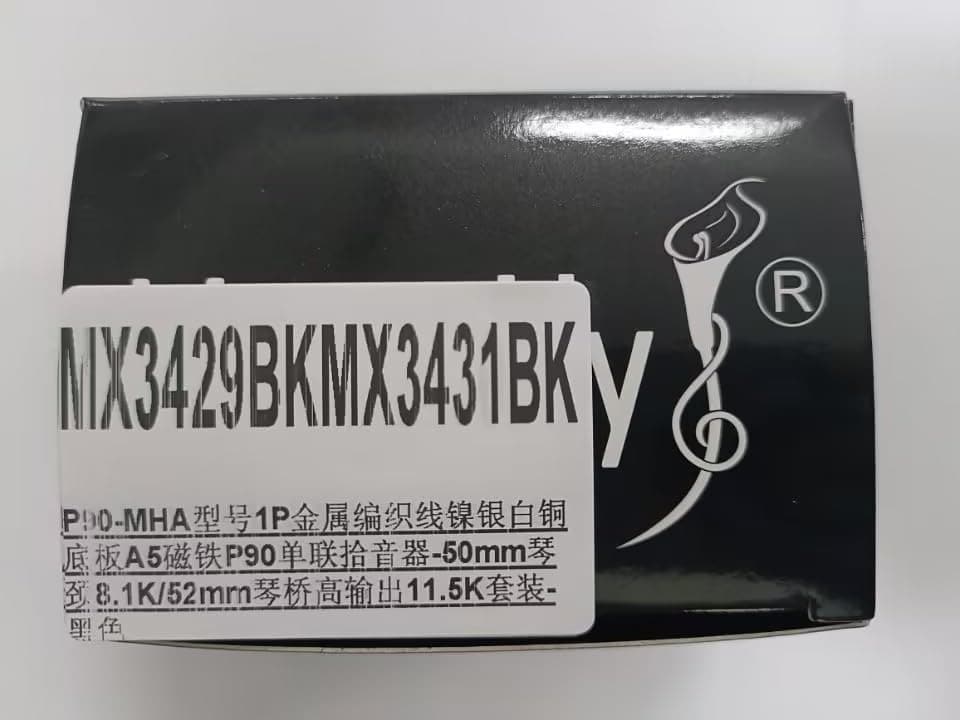 MX3429BKMX3431BK
y
®
P90-MHA型号1P金属编织线镍银白铜
底板A5磁铁P90单联拾音器-50mm琴
颈8.1K/52mm琴桥高输出11.5K套装-
黑色